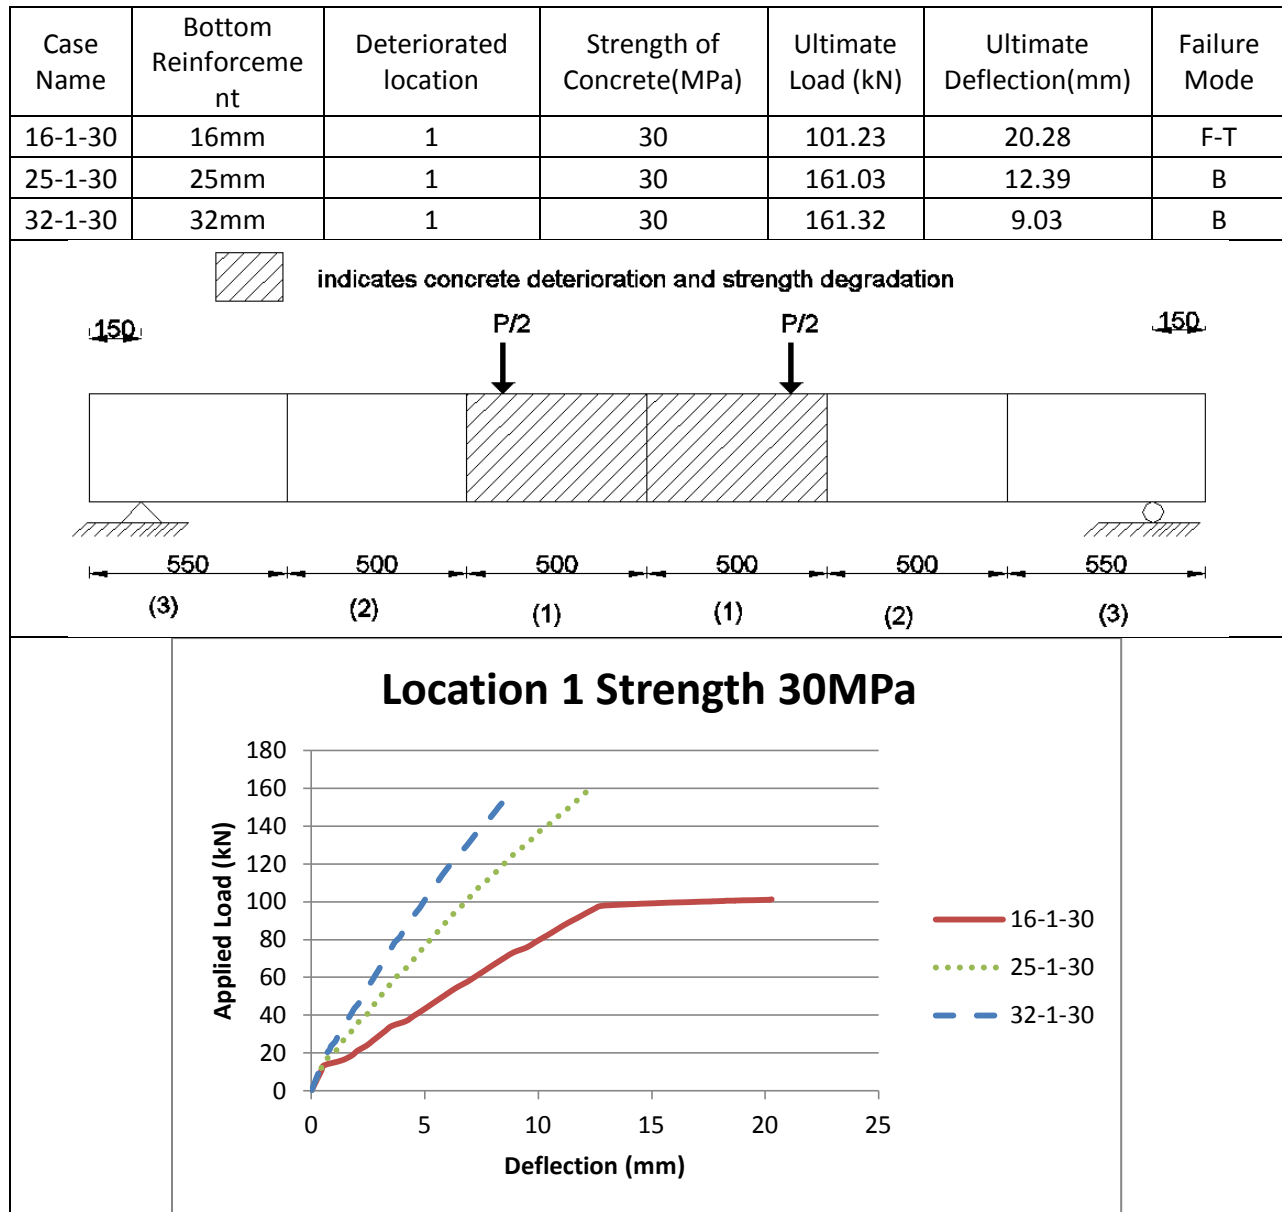 Case Name
Bottom Reinforceme nt
Deteriorated location
Strength of Concrete(MPa)
Ultimate Load (kN)
Ultimate Deflection(mm)
Failure Mode
16-1-30 16mm 1 30 101.23 20.28 F-T
25-1-30 25mm 1 30 161.03 12.39 B
32-1-30 32mm 1 30 161.32 9.03 B
indicates concrete deterioration and strength degradation
150 P/2 P/2 150
550 500 500 500 500 550
(3) (2) (1) (1) (2) (3)
Location 1 Strength 30MPa
Applied Load (kN)
180
160
140
120
100
80
60
40
20
0
0 5 10 15 20 25
Deflection (mm)
16-1-30
25-1-30
32-1-30